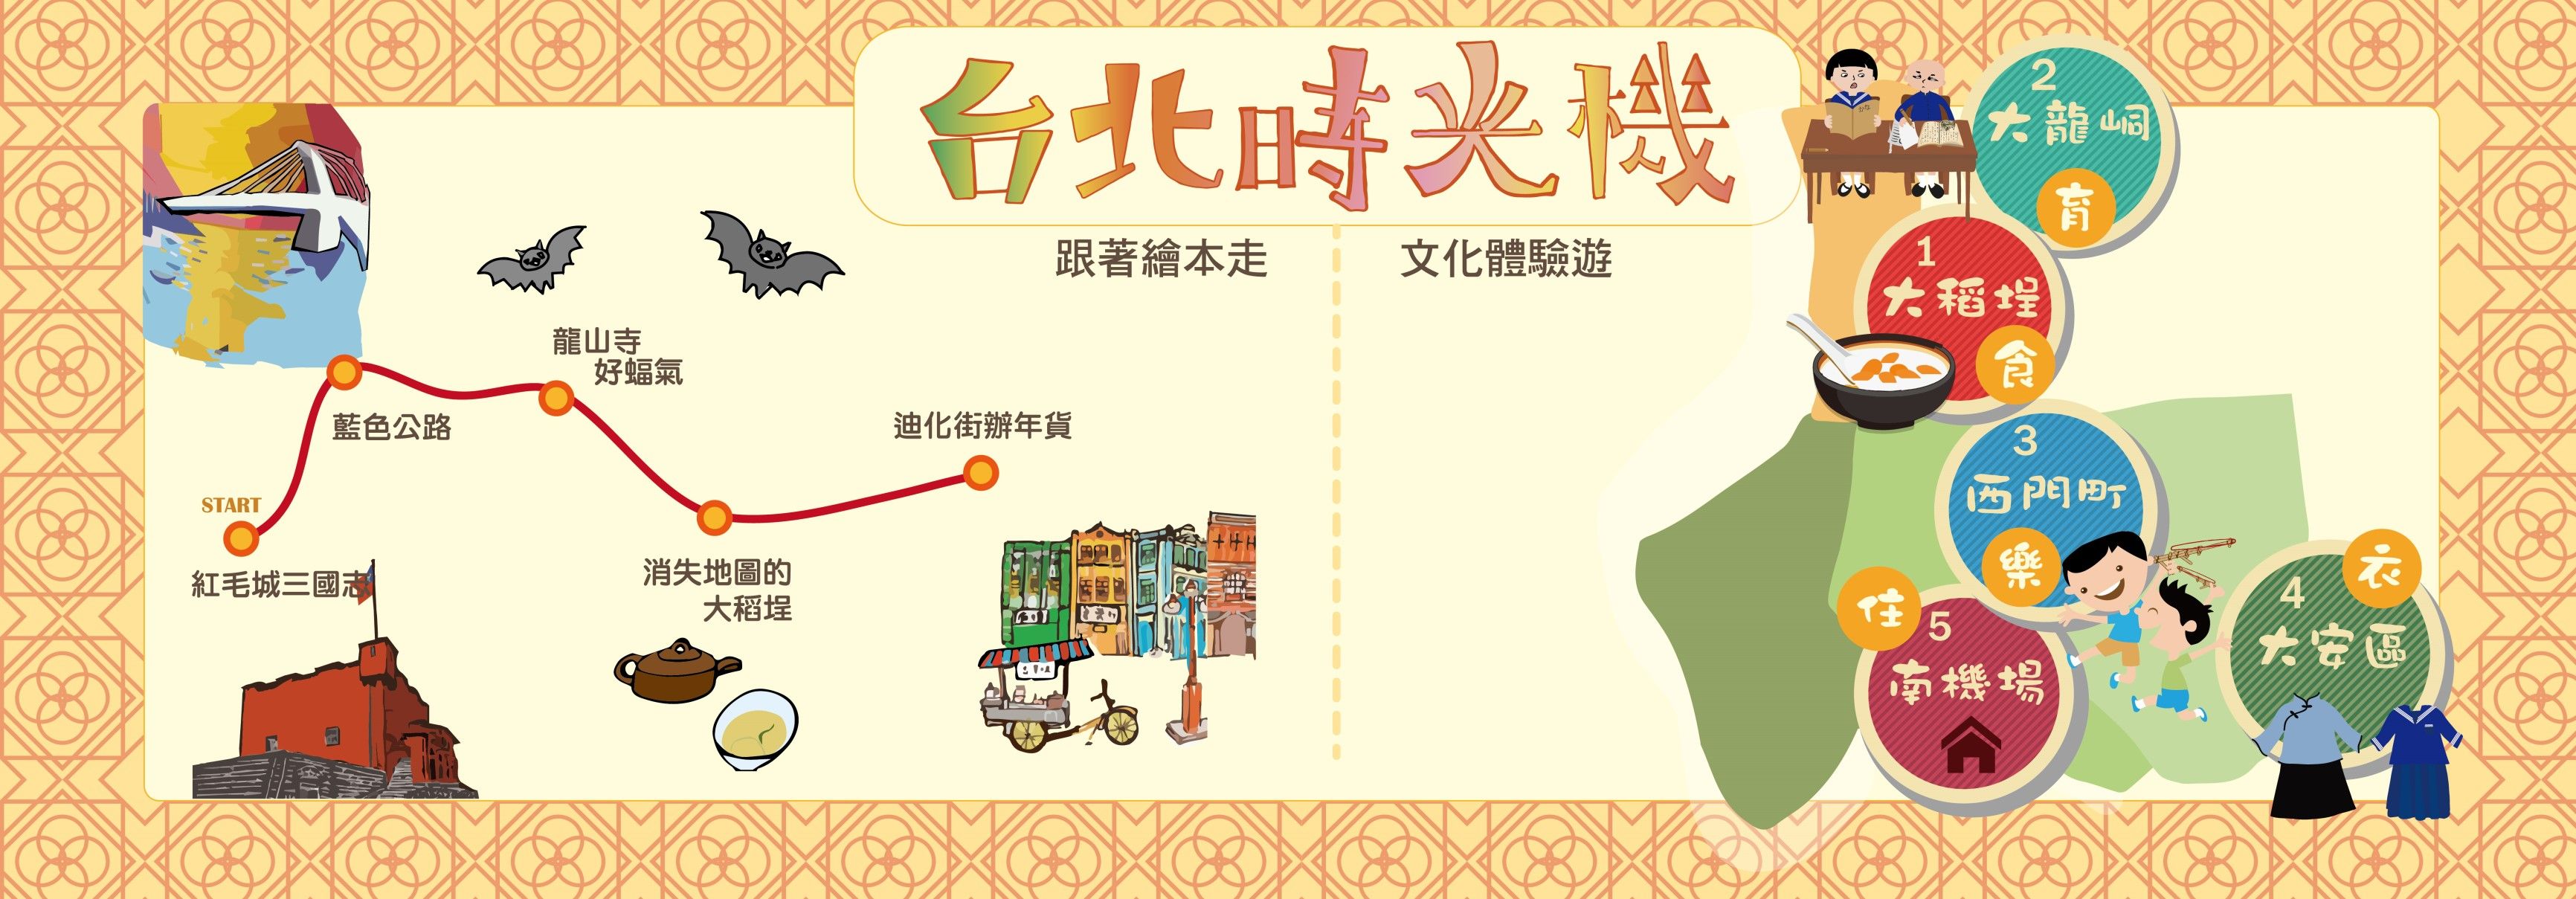 台北時光機
跟著繪本走
文化體驗遊
START
紅毛城三國志
藍色公路
龍山寺
好蝠氣
消失地圖的
大稻埕
迪化街辦年貨
1
大稻埕
食
2
大龍峒
育
3
西門町
樂
4
大安區
衣
5
南機場
住